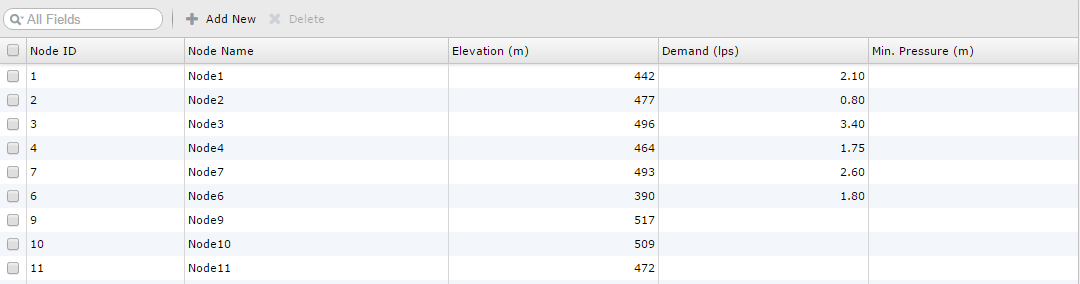 All Fields Add New Delete
Node ID Node Name Elevation (m) Demand (lps) Min. Pressure (m)
1 Node1 442 2.10
2 Node2 477 0.80
3 Node3 496 3.40
4 Node4 464 1.75
7 Node7 493 2.60
6 Node6 390 1.80
9 Node9 517
10 Node10 509
11 Node11 472